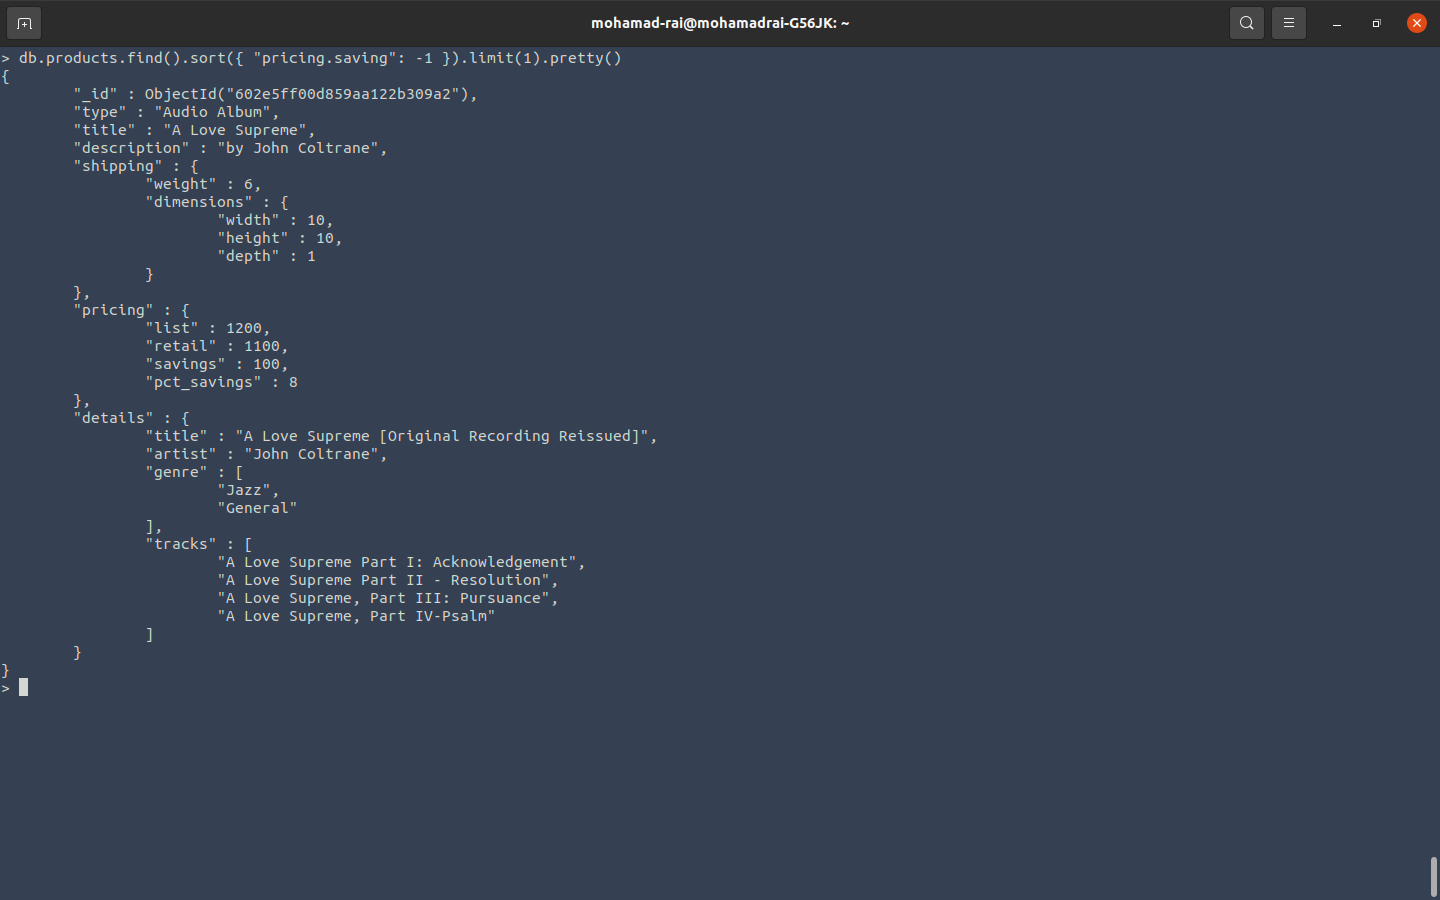 mohamad-rai@mohamadrai-G56JK: ~
> db.products.find().sort({ "pricing.saving": -1 }).limit(1).pretty()
{
        "_id" : ObjectId("602e5ff00d859aa122b309a2"),
        "type" : "Audio Album",
        "title" : "A Love Supreme",
        "description" : "by John Coltrane",
        "shipping" : {
                "weight" : 6,
                "dimensions" : {
                        "width" : 10,
                        "height" : 10,
                        "depth" : 1
                }
        },
        "pricing" : {
                "list" : 1200,
                "retail" : 1100,
                "savings" : 100,
                "pct_savings" : 8
        },
        "details" : {
                "title" : "A Love Supreme [Original Recording Reissued]",
                "artist" : "John Coltrane",
                "genre" : [
                        "Jazz",
                        "General"
                ],
                "tracks" : [
                        "A Love Supreme Part I: Acknowledgement",
                        "A Love Supreme Part II - Resolution",
                        "A Love Supreme, Part III: Pursuance",
                        "A Love Supreme, Part IV-Psalm"
                ]
        }
}
>